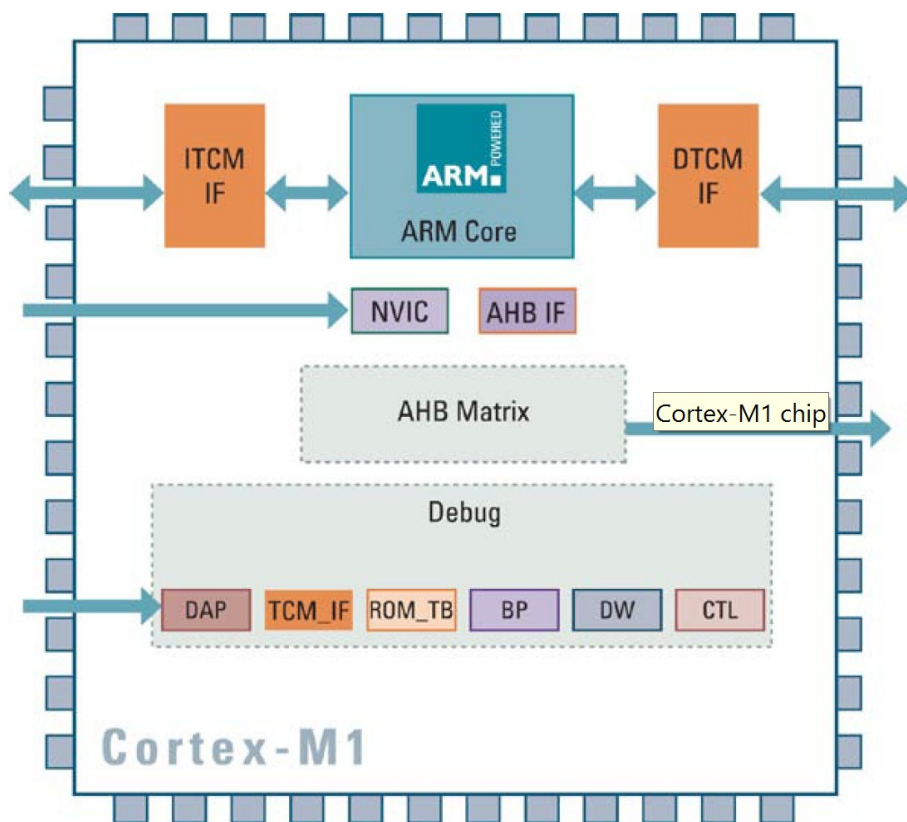 ITCM
IF
POWERED
ARM
ARM Core
DTCM
IF
NVIC
AHB IF
AHB Matrix
Cortex-M1 chip
Debug
DAP
TCM_IF
ROM_TB
BP
DW
CTL
Cortex-M1